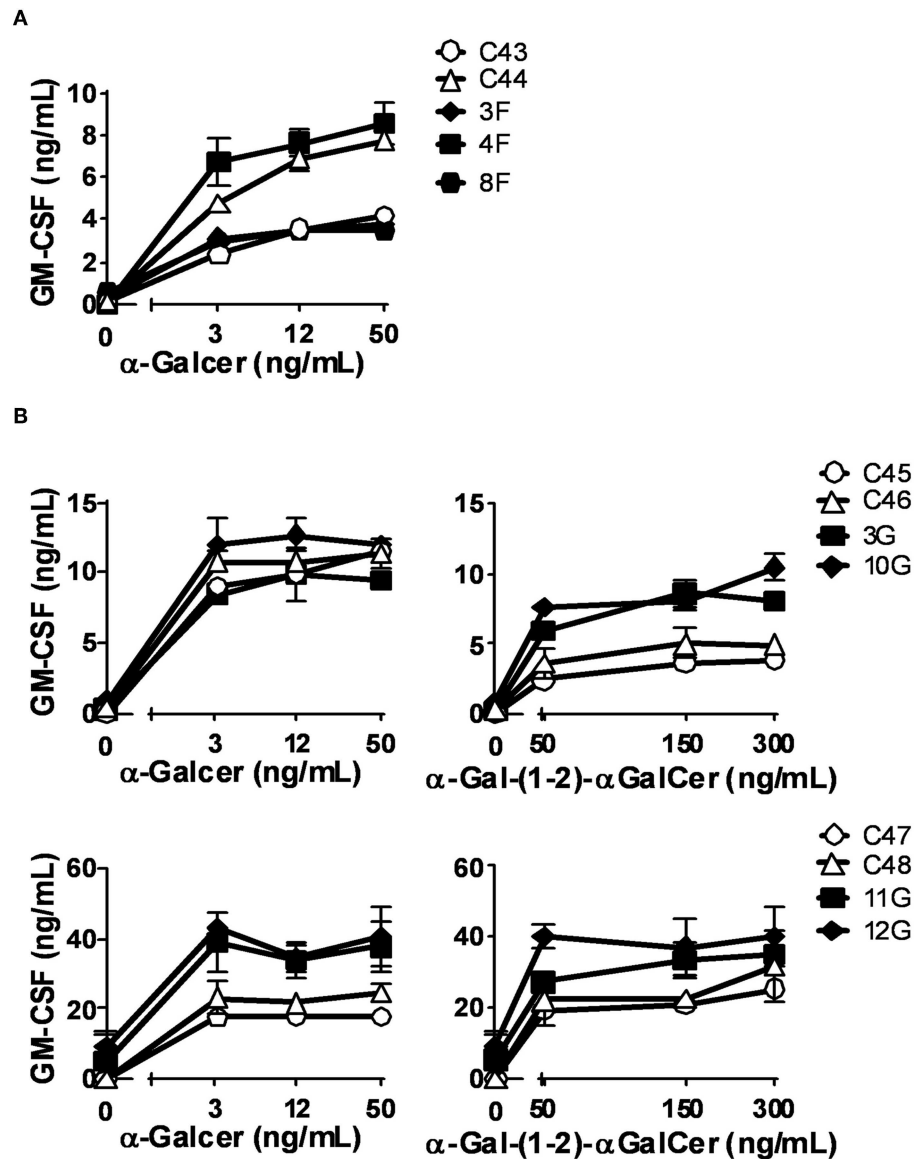 A
C43
C44
3F
4F
8F
GM-CSF (ng/mL)
10
8
6
4
2
0
0 3 12 50
α-Galcer (ng/mL)
B
C45
C46
3G
10G
GM-CSF (ng/mL)
15
10
5
0
0 3 12 50
α-Galcer (ng/mL)
15
10
5
0
0 50 150 300
α-Gal-(1-2)-αGalCer (ng/mL)
C47
C48
11G
12G
GM-CSF (ng/mL)
60
40
20
0
0 3 12 50
α-Galcer (ng/mL)
60
40
20
0
0 50 150 300
α-Gal-(1-2)-αGalCer (ng/mL)